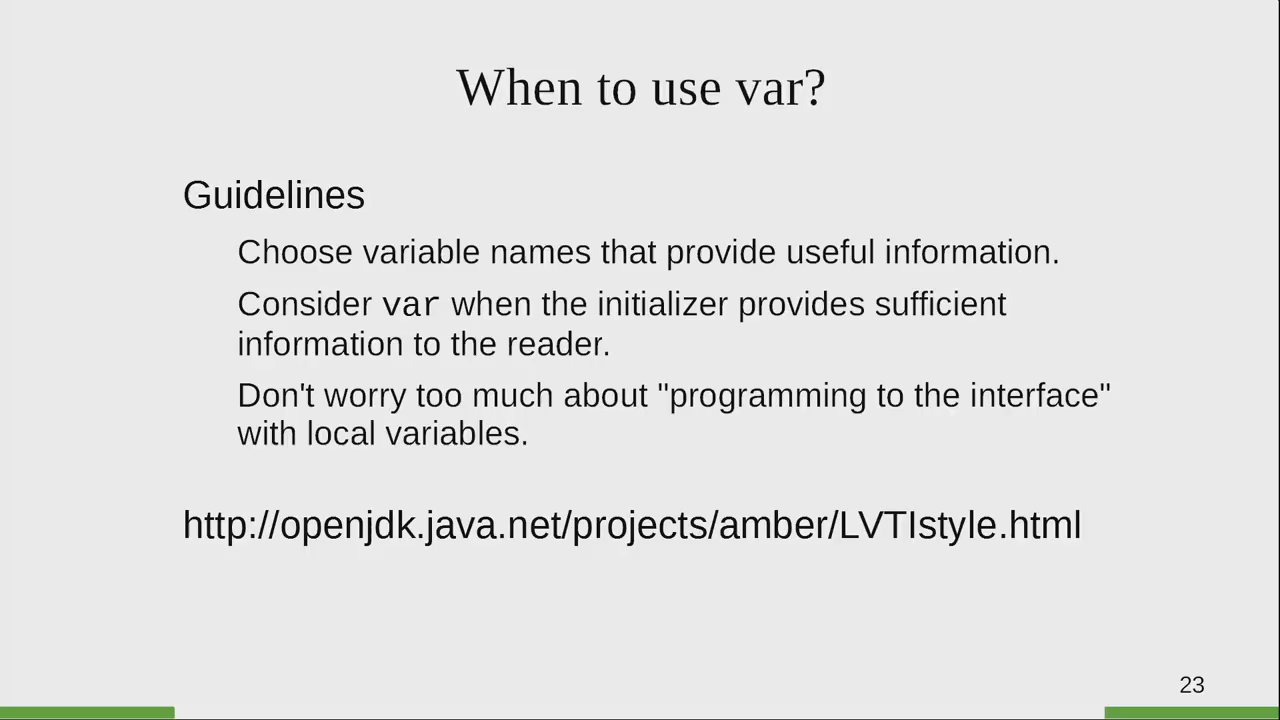 When to use var?
Guidelines
Choose variable names that provide useful information.
Consider var when the initializer provides sufficient
information to the reader.
Don't worry too much about "programming to the interface"
with local variables.
http://openjdk.java.net/projects/amber/LVTIstyle.html
23